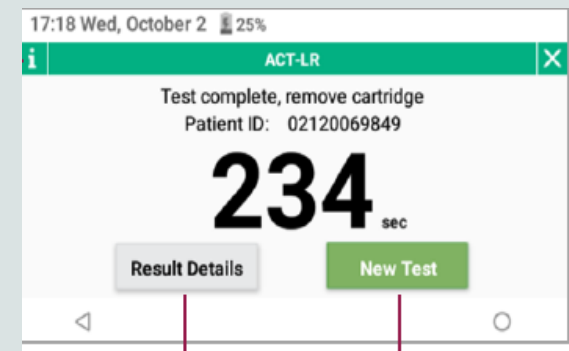 17:18 Wed, October 2 25%
i ACT-LR X
Test complete, remove cartridge
Patient ID: 02120069849
234 sec
Result Details New Test